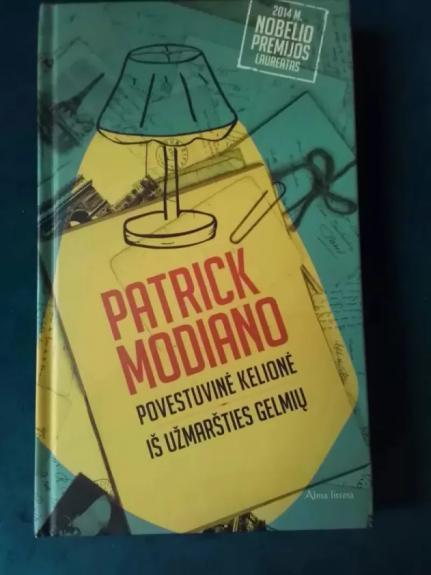 2014 M.
NOBELIO
PREMIJOS
LAUREATAS
PATRICK
MODIANO
POVESTUVINĖ KELIONĖ
IŠ UŽMARŠTIES GELMIŲ
Alma littera